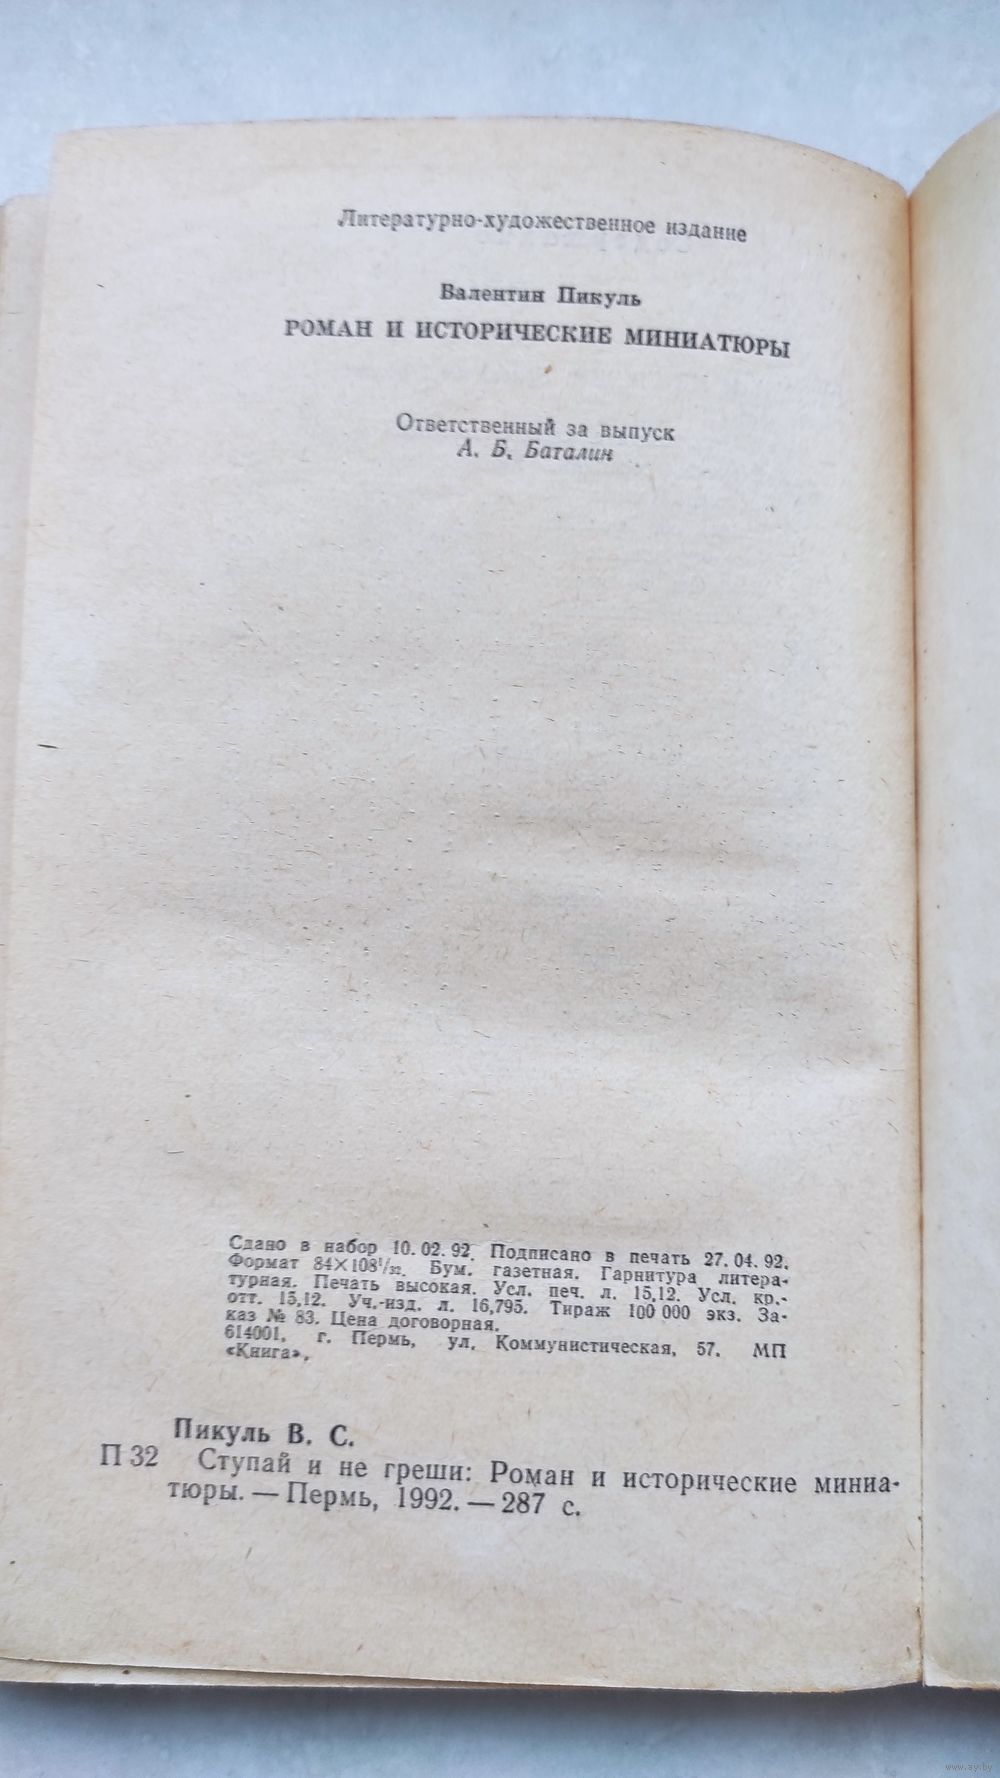 Литературно-художественное издание
Валентин Пикуль
РОМАН И ИСТОРИЧЕСКИЕ МИНИАТЮРЫ
Ответственный за выпуск
А. Б. Баталин
Сдано в набор 10.02.92. Подписано в печать 27.04.92.
Формат 84×108¹/₃₂. Бум. газетная. Гарнитура литера-
турная. Печать высокая. Усл. печ. л. 15,12. Усл. кр.-
отт. 15,12. Уч.-изд. л. 16,795. Тираж 100 000 экз. За-
каз № 83. Цена договорная.
614001, г. Пермь, ул. Коммунистическая, 57. МП
«Книга».
Пикуль В. С.
П 32 Ступай и не греши: Роман и исторические миниа-
тюры. — Пермь, 1992. — 287 с.
www.ay.by